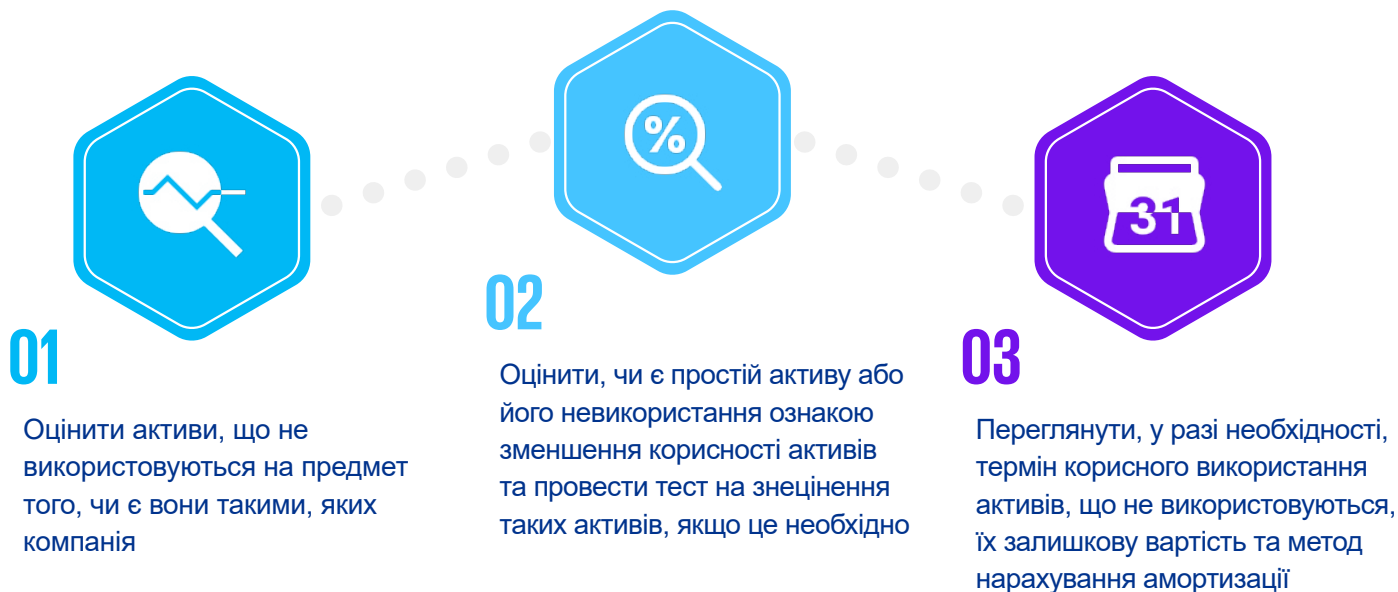 %
31
01
Оцінити активи, що не
використовуються на предмет
того, чи є вони такими, яких
компанія
02
Оцінити, чи є простій активу або
його невикористання ознакою
зменшення корисності активів
та провести тест на знецінення
таких активів, якщо це необхідно
03
Переглянути, у разі необхідності,
термін корисного використання
активів, що не використовуються,
їх залишкову вартість та метод
нарахування амортизації